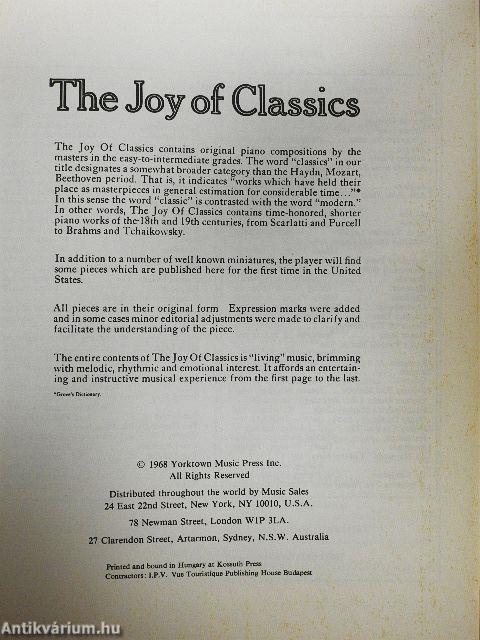 The Joy of Classics
The Joy Of Classics contains original piano compositions by the
masters in the easy-to-intermediate grades. The word "classics" in our
title designates a somewhat broader category than the Haydn, Mozart,
Beethoven period. That is, it indicates "works which have held their
place as masterpieces in general estimation for considerable time..."*
In this sense the word "classic" is contrasted with the word "modern."
In other words, The Joy Of Classics contains time-honored, shorter
piano works of the 18th and 19th centuries, from Scarlatti and Purcell
to Brahms and Tchaikowsky.
In addition to a number of well known miniatures, the player will find
some pieces which are published here for the first time in the United
States.
All pieces are in their original form Expression marks were added
and in some cases minor editorial adjustments were made to clarify and
facilitate the understanding of the piece.
The entire contents of The Joy Of Classics is "living" music, brimming
with melodic, rhythmic and emotional interest. It affords an entertain-
ing and instructive musical experience from the first page to the last.
*Grove's Dictionary.
© 1968 Yorktown Music Press Inc.
All Rights Reserved
Distributed throughout the world by Music Sales
24 East 22nd Street, New York, NY 10010, U.S.A.
78 Newman Street, London W1P 3LA.
27 Clarendon Street, Artarmon, Sydney, N.S.W. Australia
Printed and bound in Hungary at Kossuth Press
Contractors: I.P.V. Vue Touristique Publishing House Budapest
Antikvárium.hu